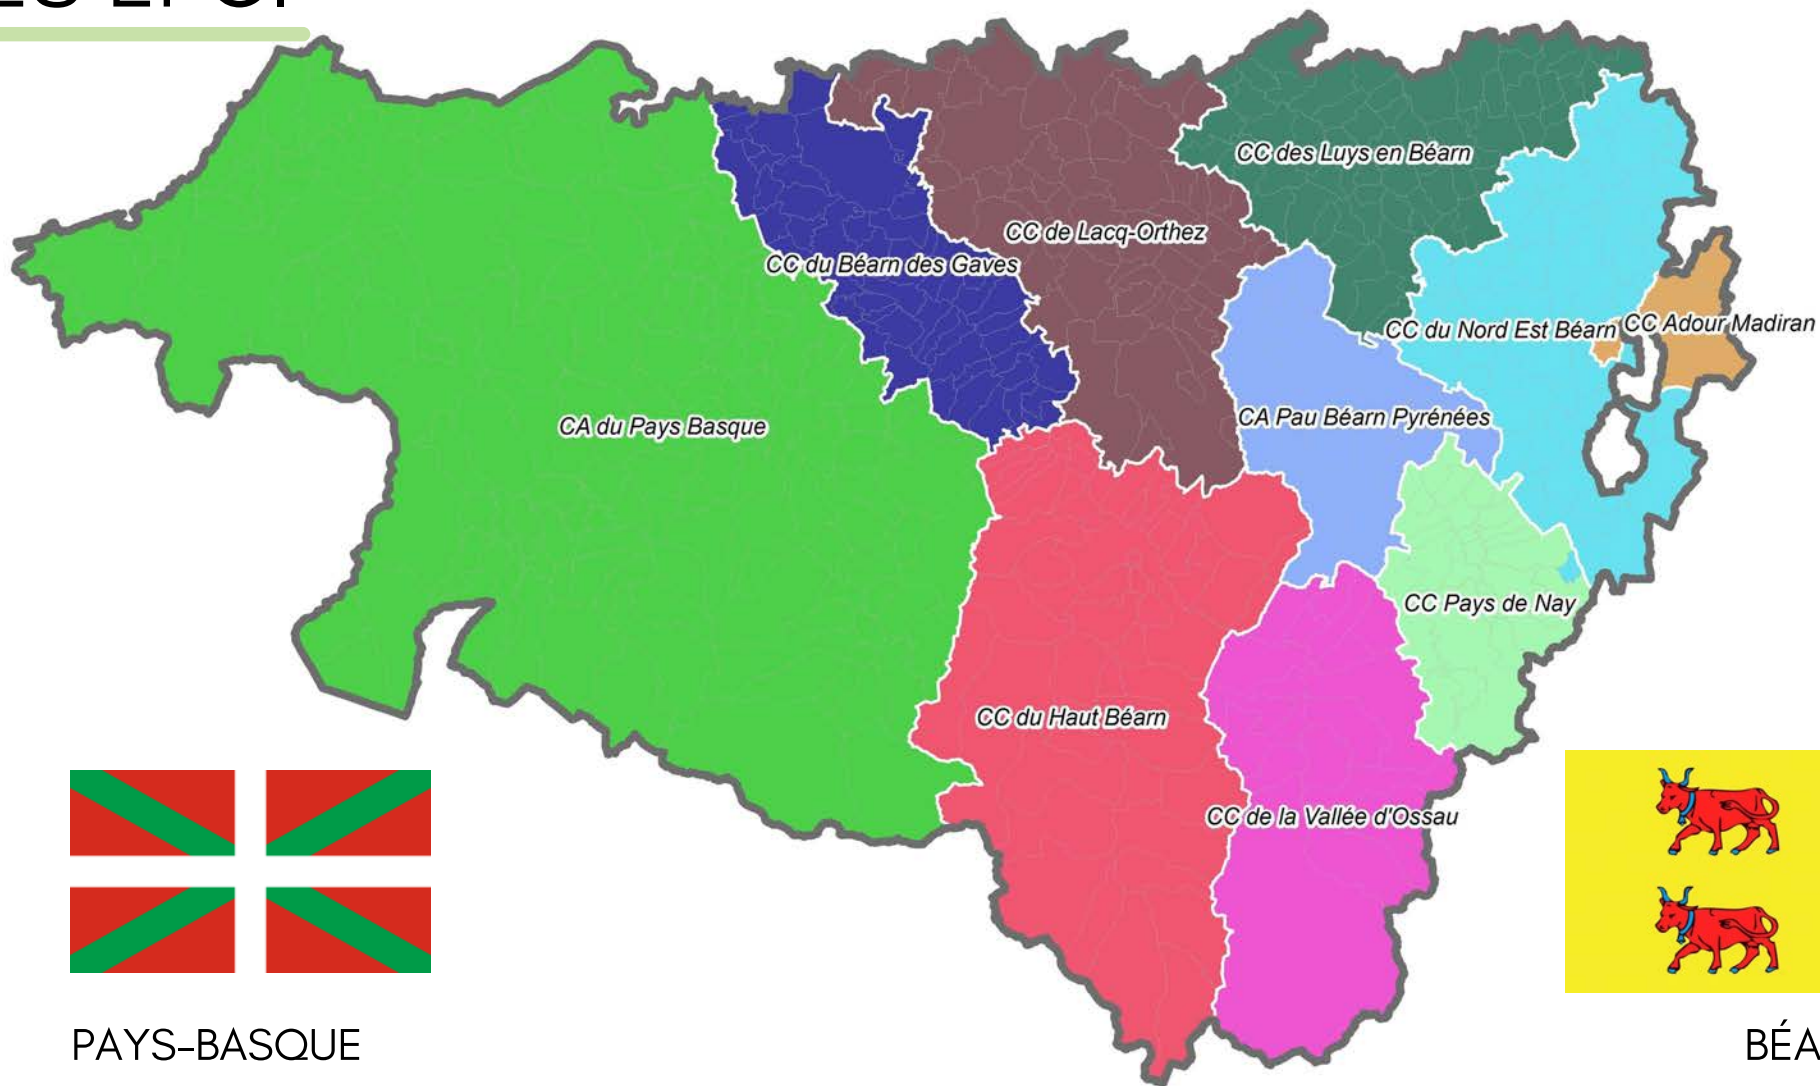 CC des Luys en Béarn
CC de Lacq-Orthez
CC du Béarn des Gaves
CC du Nord Est Béarn
CC Adour Madiran
CA du Pays Basque
CA Pau Béarn Pyrénées
CC Pays de Nay
CC du Haut Béarn
CC de la Vallée d'Ossau
PAYS-BASQUE
BÉA